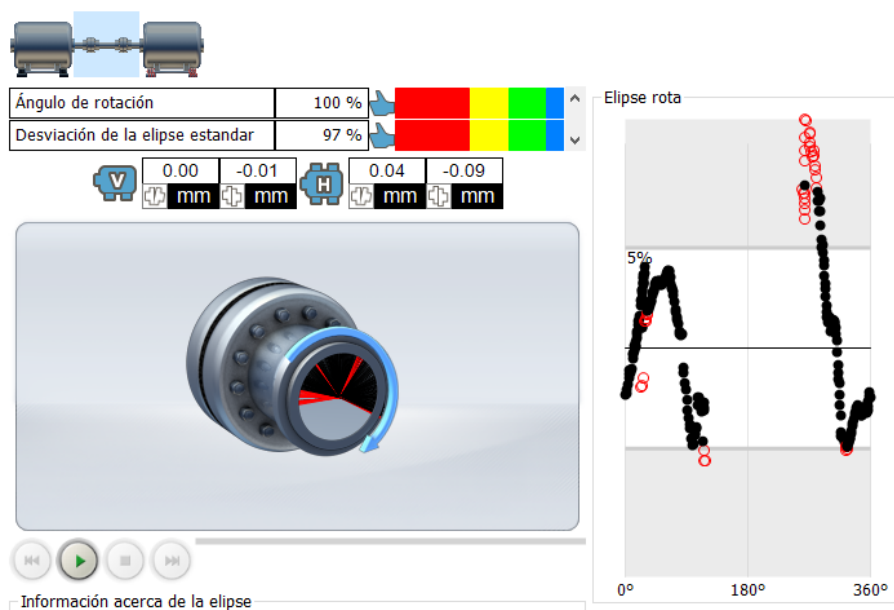 Ángulo de rotación 100 %
Desviación de la elipse estandar 97 %
V 0.00 -0.01 H 0.04 -0.09
mm mm mm mm
Elipse rota
5%
0° 180° 360°
Información acerca de la elipse